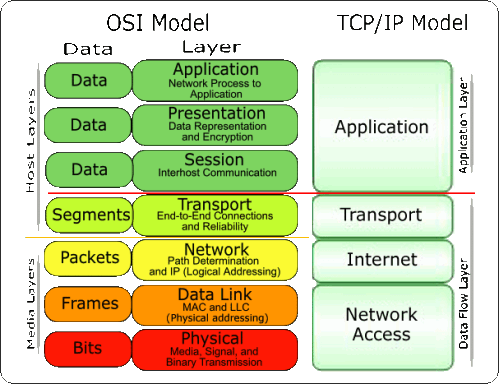 OSI Model
TCP/IP Model
Data
Layer
Data
Application
Network Process to
Application
Data
Presentation
Data Representation
and Encryption
Data
Session
Interhost Communication
Segments
Transport
End-to-End Connections
and Reliability
Packets
Network
Path Determination
and IP (Logical Addressing)
Frames
Data Link
MAC and LLC
(Physical addressing)
Bits
Physical
Media, Signal, and
Binary Transmission
Host Layers
Media Layers
Application
Transport
Internet
Network
Access
Application Layer
Data Flow Layer